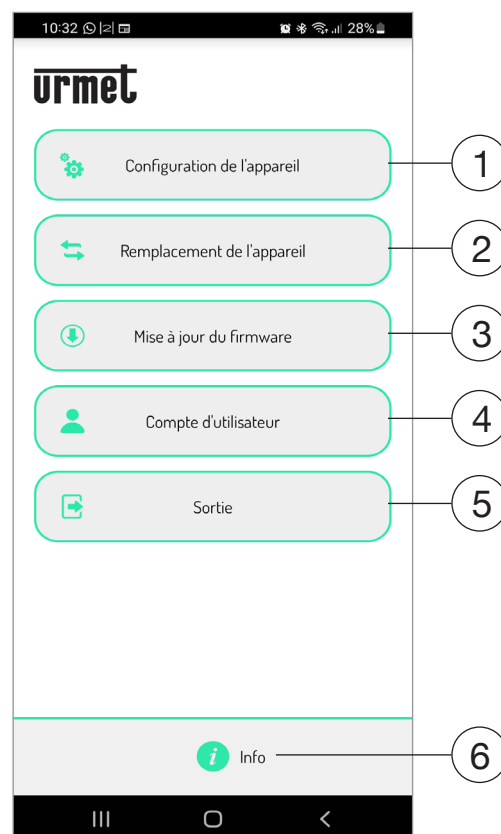 10:32 |2| 28%
urmet
Configuration de l'appareil 1
Remplacement de l'appareil 2
Mise à jour du firmware 3
Compte d'utilisateur 4
Sortie 5
i Info 6